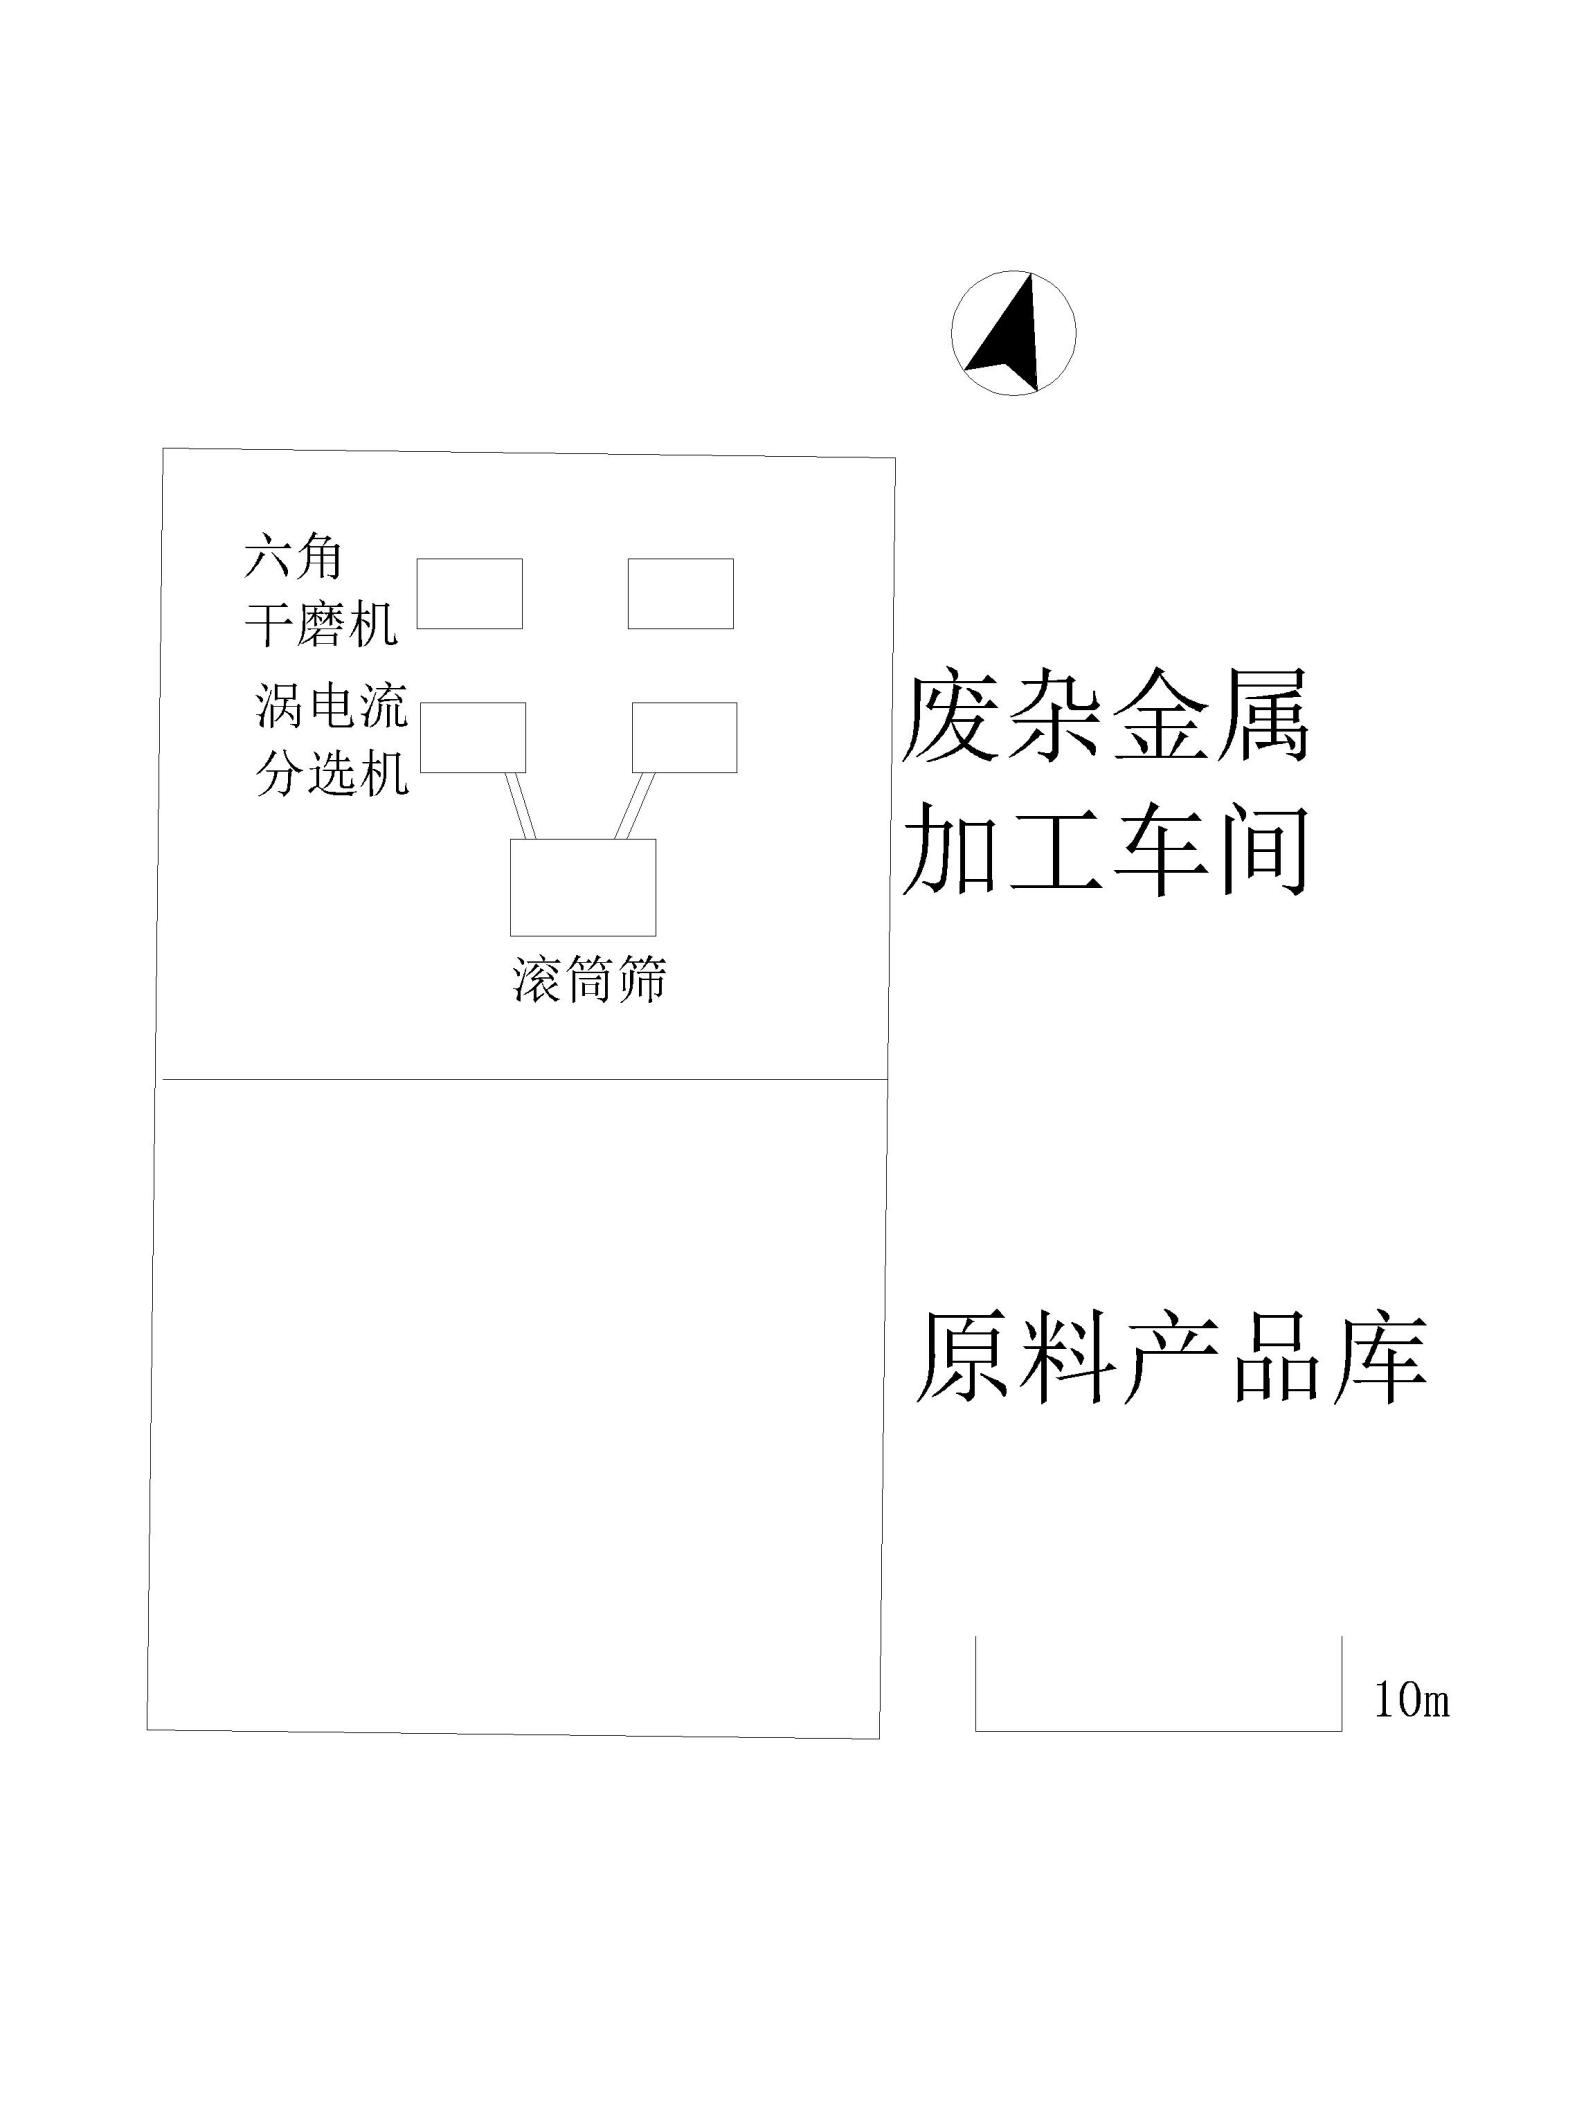 六角
干磨机
涡电流
分选机
滚筒筛
废杂金属
加工车间
原料产品库
10m